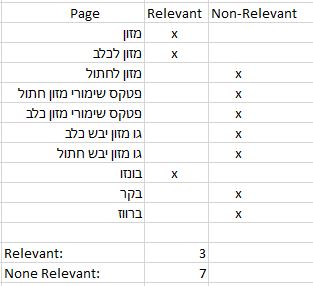 Page Relevant Non-Relevant
מזון x
מזון לכלב x
מזון לחתול x
פטקס שימורי מזון חתול x
פטקס שימורי מזון כלב x
גו מזון יבש כלב x
גו מזון יבש חתול x
בונזו x
בקר x
ברווז x
Relevant: 3
None Relevant: 7